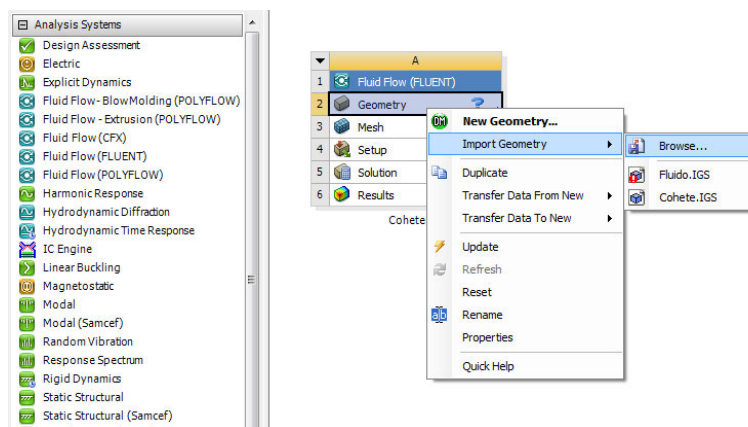 Analysis Systems
Design Assessment
Electric
Explicit Dynamics
Fluid Flow - BlowMolding (POLYFLOW)
Fluid Flow - Extrusion (POLYFLOW)
Fluid Flow (CFX)
Fluid Flow (FLUENT)
Fluid Flow (POLYFLOW)
Harmonic Response
Hydrodynamic Diffraction
Hydrodynamic Time Response
IC Engine
Linear Buckling
Magnetostatic
Modal
Modal (Samcef)
Random Vibration
Response Spectrum
Rigid Dynamics
Static Structural
Static Structural (Samcef)
A
1 Fluid Flow (FLUENT)
2 Geometry ?
3 Mesh
4 Setup
5 Solution
6 Results
Cohete
DM New Geometry...
Import Geometry
Duplicate
Transfer Data From New
Transfer Data To New
Update
Refresh
Reset
ab Rename
Properties
Quick Help
Browse...
Fluido.IGS
Cohete.IGS